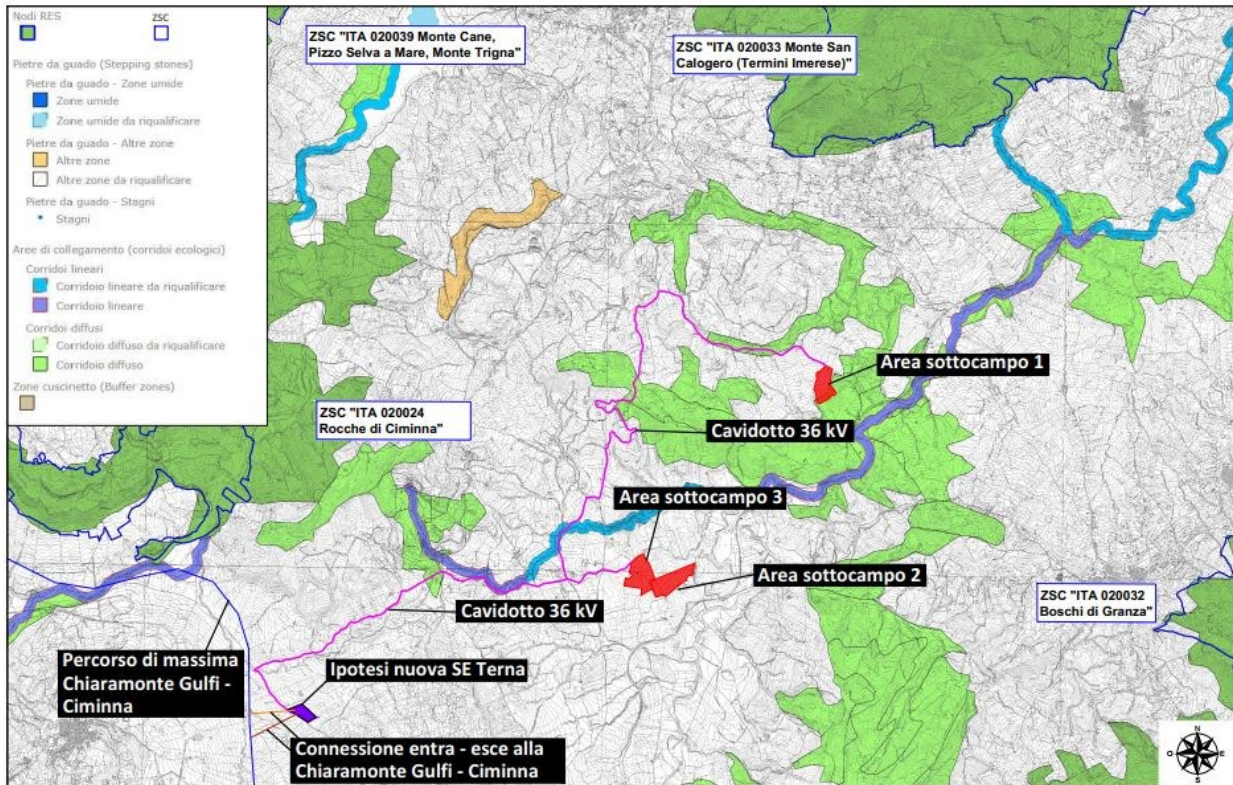 Nodi RES
ZSC
Pietre da guado (Stepping stones)
Pietre da guado - Zone umide
Zone umide
Zone umide da riqualificare
Pietre da guado - Altre zone
Altre zone
Altre zone da riqualificare
Pietre da guado - Stagni
Stagni
Aree di collegamento (corridoi ecologici)
Corridoi lineari
Corridoio lineare da riqualificare
Corridoio lineare
Corridoi diffusi
Corridoio diffuso da riqualificare
Corridoio diffuso
Zone cuscinetto (Buffer zones)
ZSC "ITA 020039 Monte Cane,
Pizzo Selva a Mare, Monte Trigna"
ZSC "ITA 020033 Monte San
Calogero (Termini Imerese)"
Area sottocampo 1
ZSC "ITA 020024
Rocche di Ciminna"
Cavidotto 36 kV
Area sottocampo 3
Area sottocampo 2
ZSC "ITA 020032
Boschi di Granza"
Cavidotto 36 kV
Percorso di massima
Chiaramonte Gulfi -
Ciminna
Ipotesi nuova SE Terna
Connessione entra - esce alla
Chiaramonte Gulfi - Ciminna
N
O
E
S